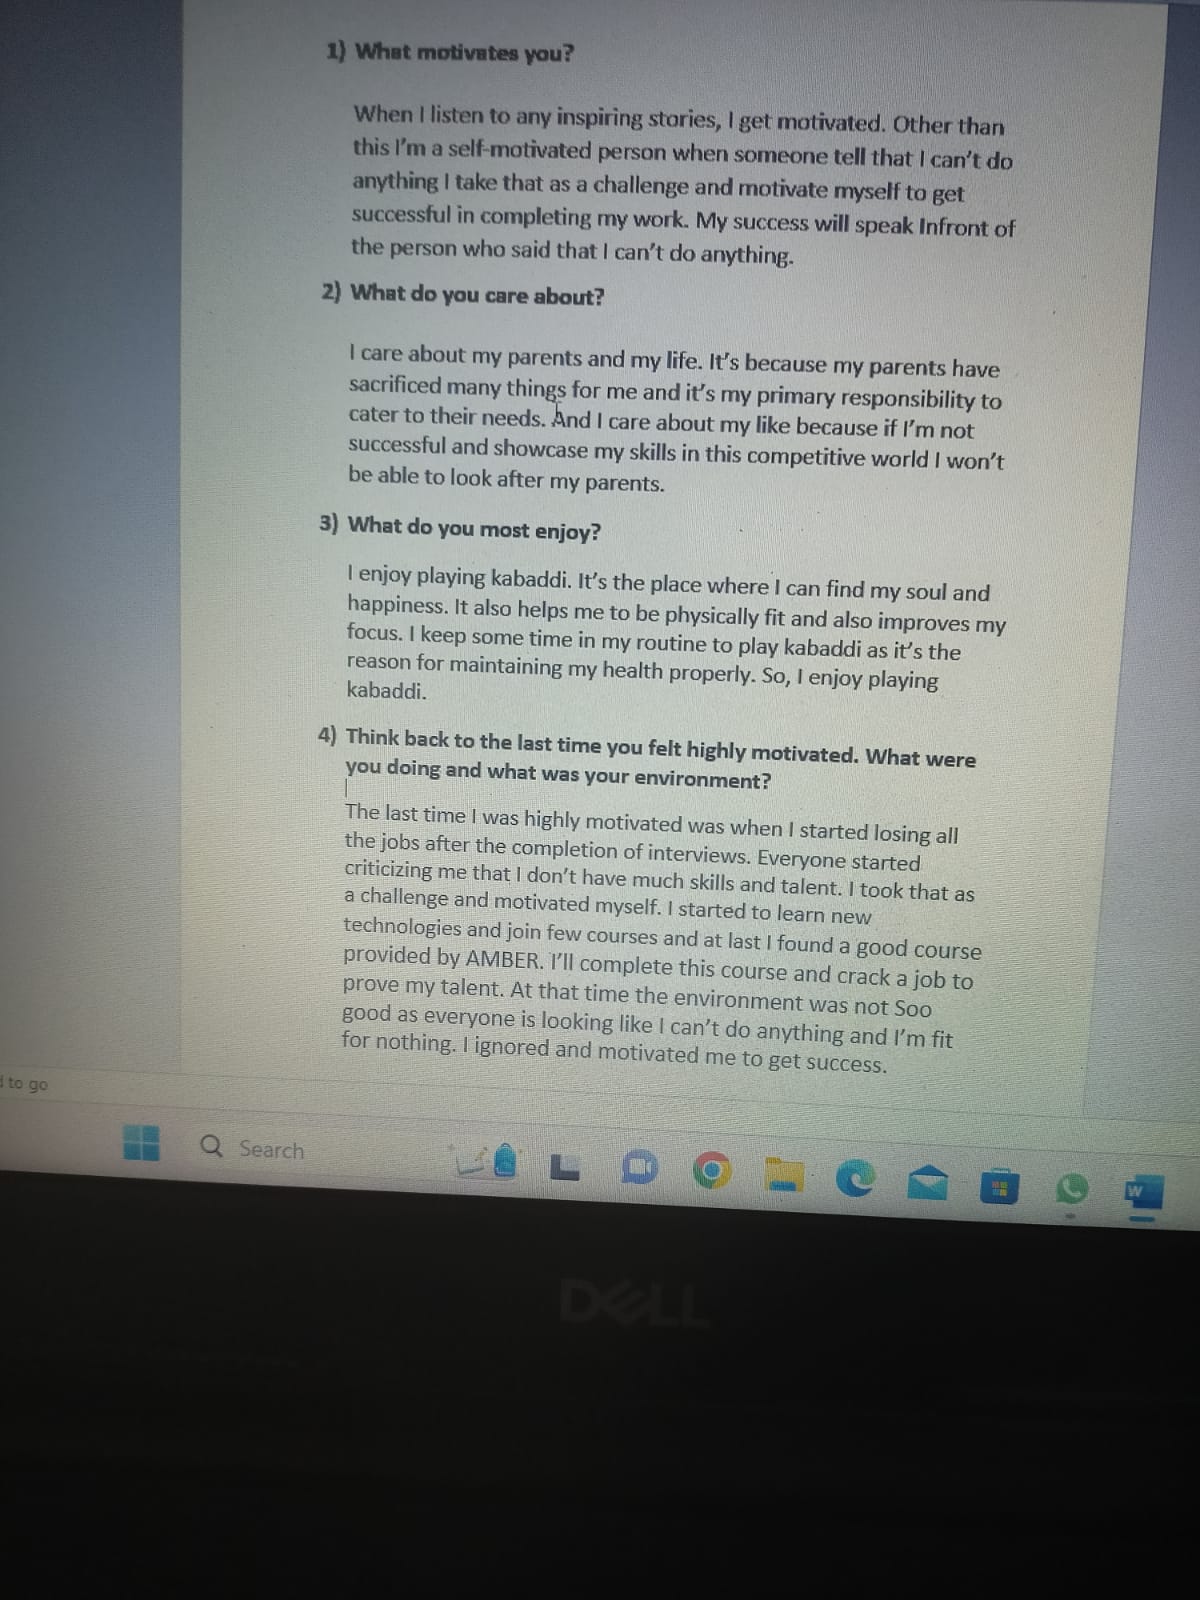 1) What motivates you?
When I listen to any inspiring stories, I get motivated. Other than
this I'm a self-motivated person when someone tell that I can't do
anything I take that as a challenge and motivate myself to get
successful in completing my work. My success will speak Infront of
the person who said that I can't do anything.
2) What do you care about?
I care about my parents and my life. It's because my parents have
sacrificed many things for me and it's my primary responsibility to
cater to their needs. And I care about my like because if I'm not
successful and showcase my skills in this competitive world I won't
be able to look after my parents.
3) What do you most enjoy?
I enjoy playing kabaddi. It's the place where I can find my soul and
happiness. It also helps me to be physically fit and also improves my
focus. I keep some time in my routine to play kabaddi as it's the
reason for maintaining my health properly. So, I enjoy playing
kabaddi.
4) Think back to the last time you felt highly motivated. What were
you doing and what was your environment?
The last time I was highly motivated was when I started losing all
the jobs after the completion of interviews. Everyone started
criticizing me that I don't have much skills and talent. I took that as
a challenge and motivated myself. I started to learn new
technologies and join few courses and at last I found a good course
provided by AMBER. I'll complete this course and crack a job to
prove my talent. At that time the environment was not Soo
good as everyone is looking like I can't do anything and I'm fit
for nothing. I ignored and motivated me to get success.
to go
Search
W
DELL